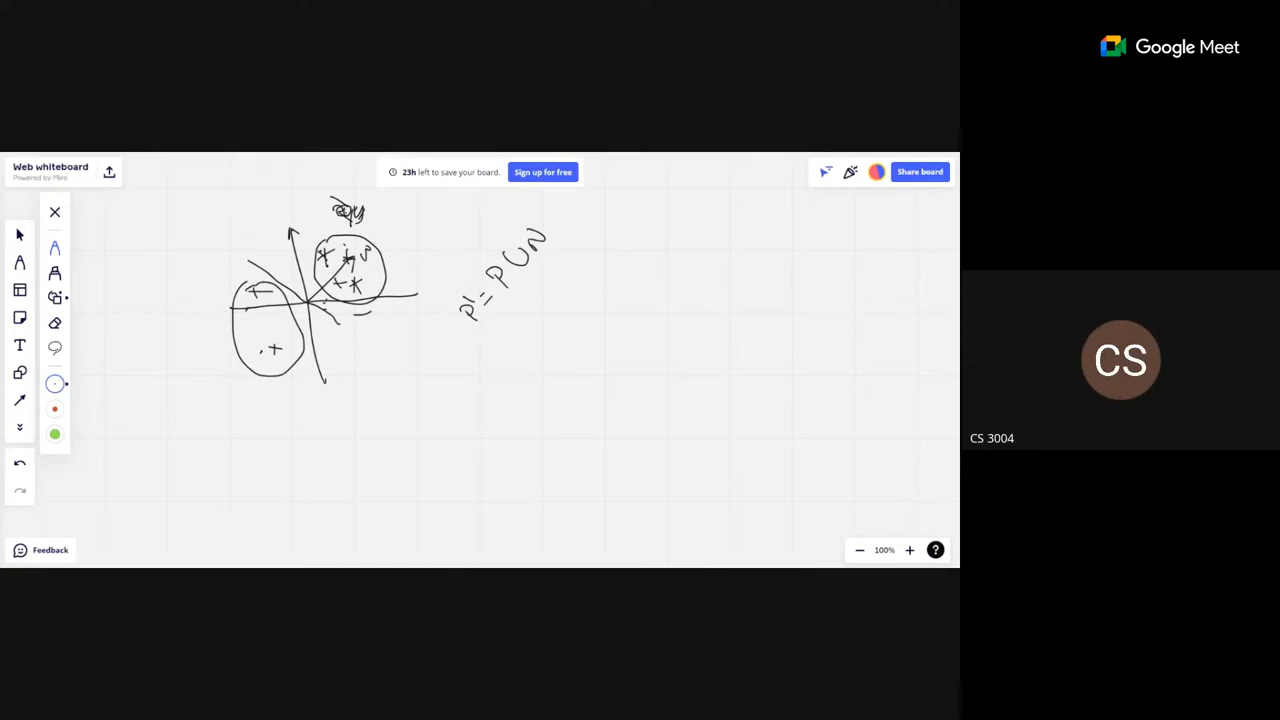 Google Meet
Web whiteboard
Powered by Miro
23h left to save your board.
Sign up for free
Share board
P' = P U N
CS
CS 3004
Feedback
100%
?